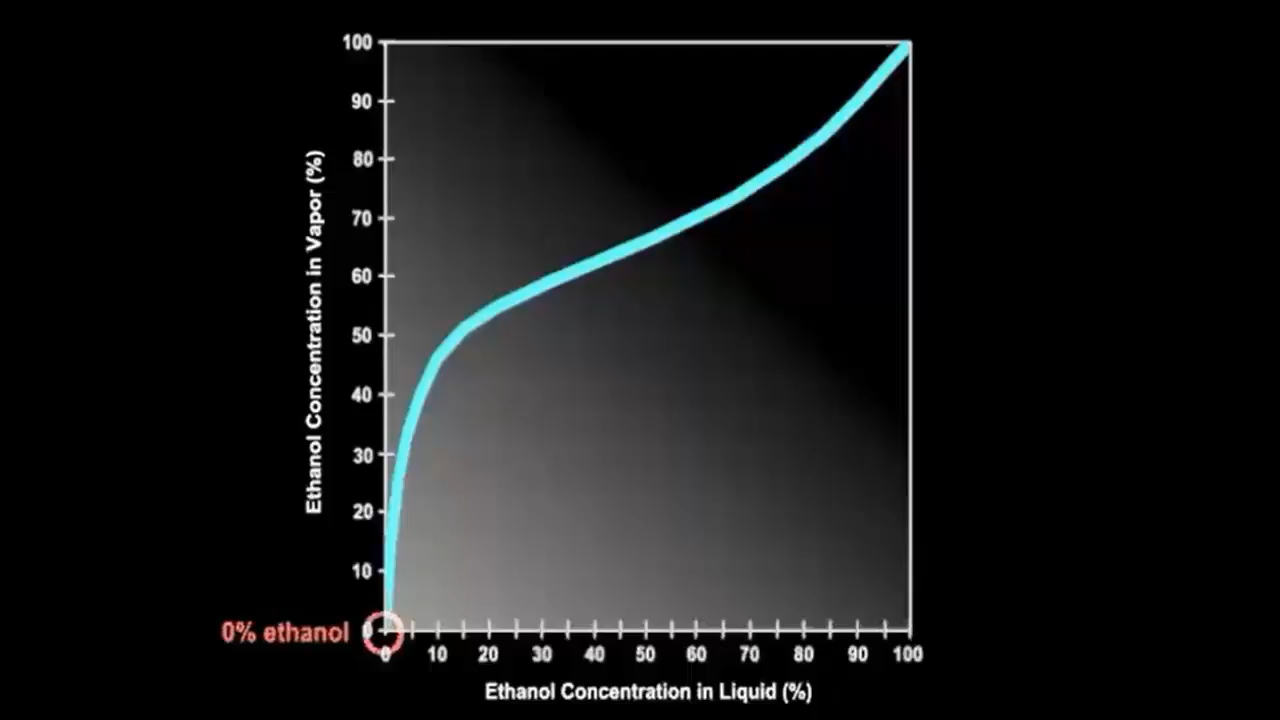 100
90
80
70
60
50
40
30
20
10
0
Ethanol Concentration in Vapor (%)
0% ethanol
0 10 20 30 40 50 60 70 80 90 100
Ethanol Concentration in Liquid (%)